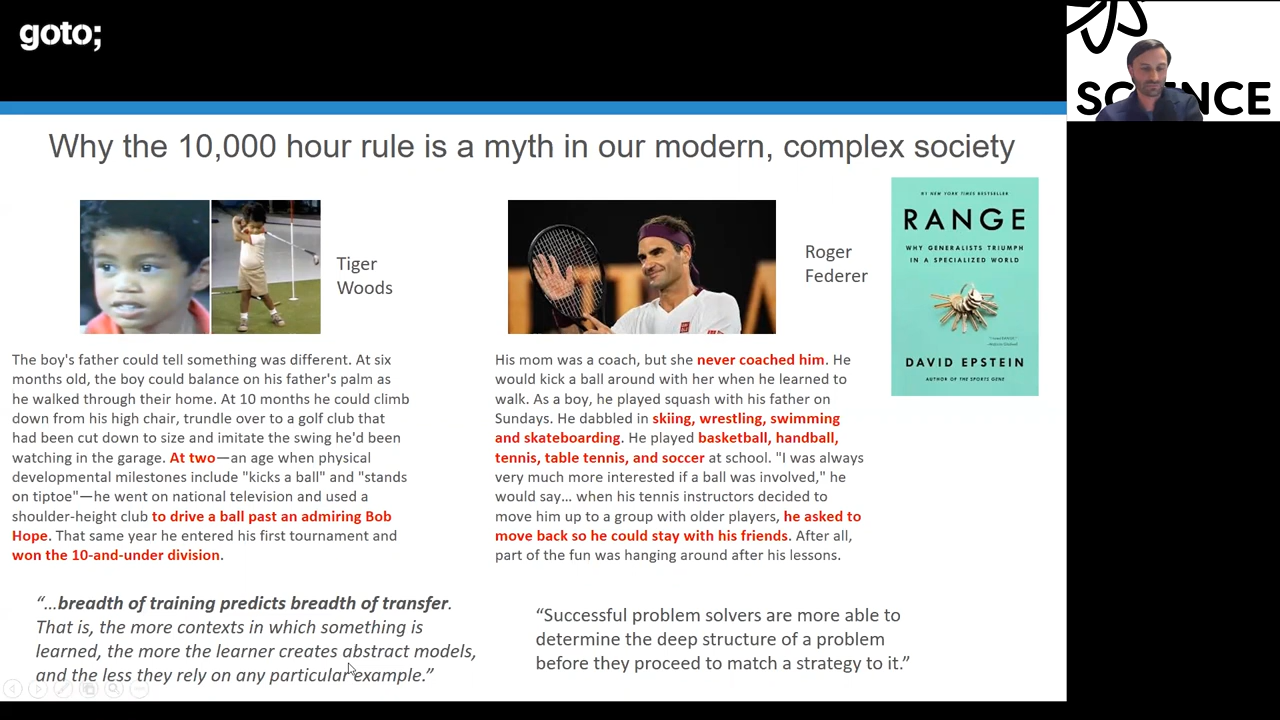 goto;
SCIENCE
Why the 10,000 hour rule is a myth in our modern, complex society
Tiger
Woods
The boy's father could tell something was different. At six
months old, the boy could balance on his father's palm as
he walked through their home. At 10 months he could climb
down from his high chair, trundle over to a golf club that
had been cut down to size and imitate the swing he'd been
watching in the garage. At two—an age when physical
developmental milestones include "kicks a ball" and "stands
on tiptoe"—he went on national television and used a
shoulder-height club to drive a ball past an admiring Bob
Hope. That same year he entered his first tournament and
won the 10-and-under division.
Roger
Federer
His mom was a coach, but she never coached him. He
would kick a ball around with her when he learned to
walk. As a boy, he played squash with his father on
Sundays. He dabbled in skiing, wrestling, swimming
and skateboarding. He played basketball, handball,
tennis, table tennis, and soccer at school. "I was always
very much more interested if a ball was involved," he
would say… when his tennis instructors decided to
move him up to a group with older players, he asked to
move back so he could stay with his friends. After all,
part of the fun was hanging around after his lessons.
#1 NEW YORK TIMES BESTSELLER
RANGE
WHY GENERALISTS TRIUMPH
IN A SPECIALIZED WORLD
DAVID EPSTEIN
AUTHOR OF THE SPORTS GENE
“…breadth of training predicts breadth of transfer.
That is, the more contexts in which something is
learned, the more the learner creates abstract models,
and the less they rely on any particular example.”
“Successful problem solvers are more able to
determine the deep structure of a problem
before they proceed to match a strategy to it.”